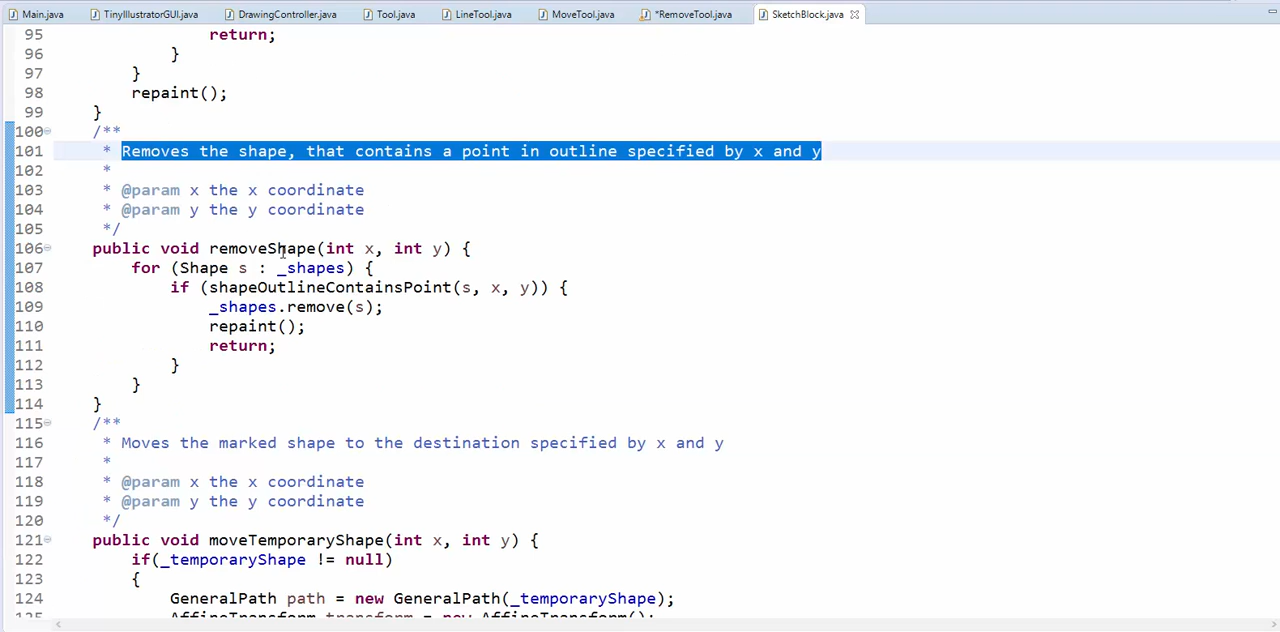 Main.java TinyIllustratorGUI.java DrawingController.java Tool.java LineTool.java MoveTool.java *RemoveTool.java SketchBlock.java
95 return;
96 }
97 }
98 repaint();
99 }
100 /**
101 * Removes the shape, that contains a point in outline specified by x and y
102 *
103 * @param x the x coordinate
104 * @param y the y coordinate
105 */
106 public void removeShape(int x, int y) {
107 for (Shape s : _shapes) {
108 if (shapeOutlineContainsPoint(s, x, y)) {
109 _shapes.remove(s);
110 repaint();
111 return;
112 }
113 }
114 }
115 /**
116 * Moves the marked shape to the destination specified by x and y
117 *
118 * @param x the x coordinate
119 * @param y the y coordinate
120 */
121 public void moveTemporaryShape(int x, int y) {
122 if(_temporaryShape != null)
123 {
124 GeneralPath path = new GeneralPath(_temporaryShape);
125 AffineTransform transform = new AffineTransform();